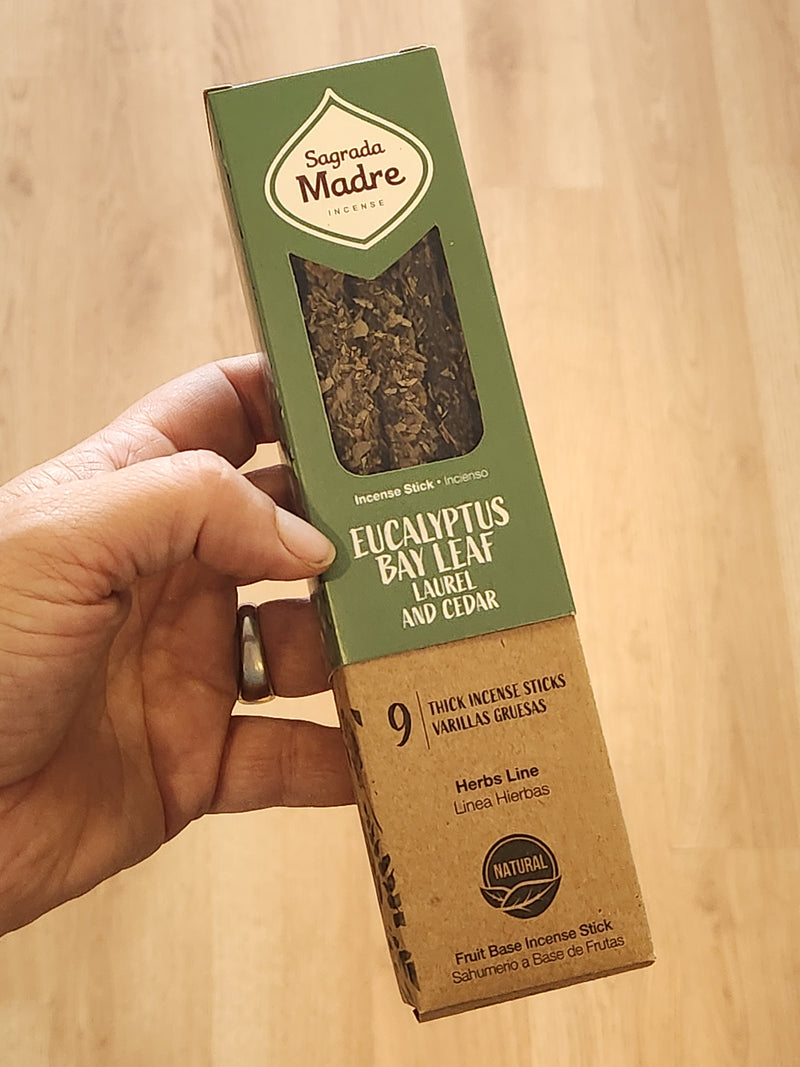 Sagrada
Madre
INCENSE
Incense Stick • Incienso
EUCALYPTUS
BAY LEAF
LAUREL
AND CEDAR
9
THICK INCENSE STICKS
VARILLAS GRUESAS
Herbs Line
Linea Hierbas
NATURAL
Fruit Base Incense Stick
Sahumerio a Base de Frutas